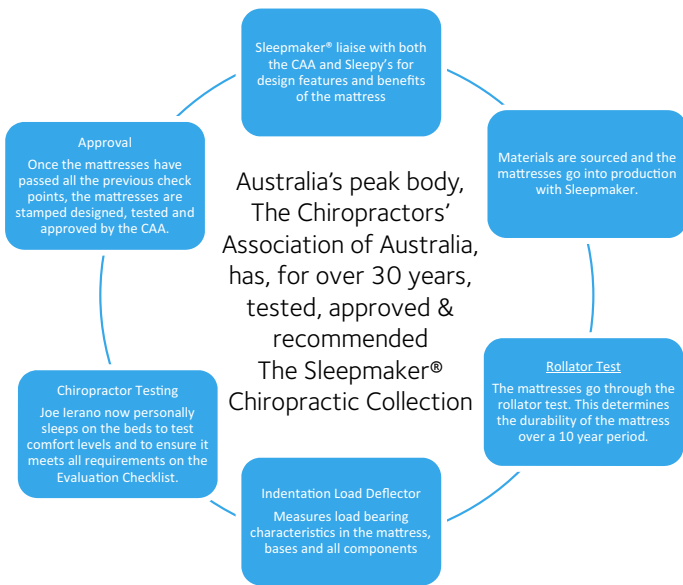 Sleepmaker® liaise with both
the CAA and Sleepy's for
design features and benefits
of the mattress
Materials are sourced and the
mattresses go into production
with Sleepmaker.
Rollator Test
The mattresses go through the
rollator test. This determines
the durability of the mattress
over a 10 year period.
Indentation Load Deflector
Measures load bearing
characteristics in the mattress,
bases and all components
Chiropractor Testing
Joe Ierano now personally
sleeps on the beds to test
comfort levels and to ensure it
meets all requirements on the
Evaluation Checklist.
Approval
Once the mattresses have
passed all the previous check
points, the mattresses are
stamped designed, tested and
approved by the CAA.
Australia's peak body,
The Chiropractors'
Association of Australia,
has, for over 30 years,
tested, approved &
recommended
The Sleepmaker®
Chiropractic Collection